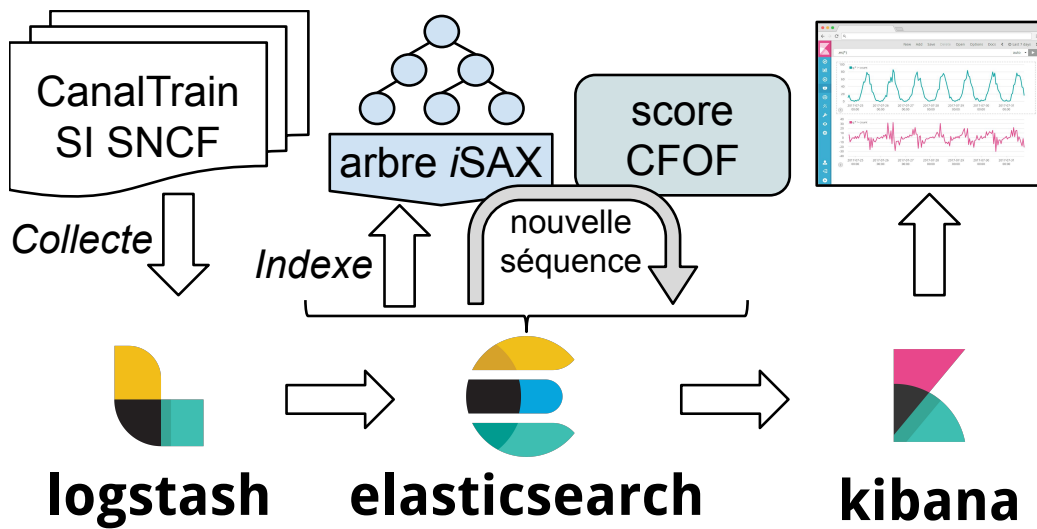 CanalTrain
SI SNCF
arbre iSAX
score
CFOF
Collecte
Indexe
nouvelle
séquence
logstash
elasticsearch
kibana